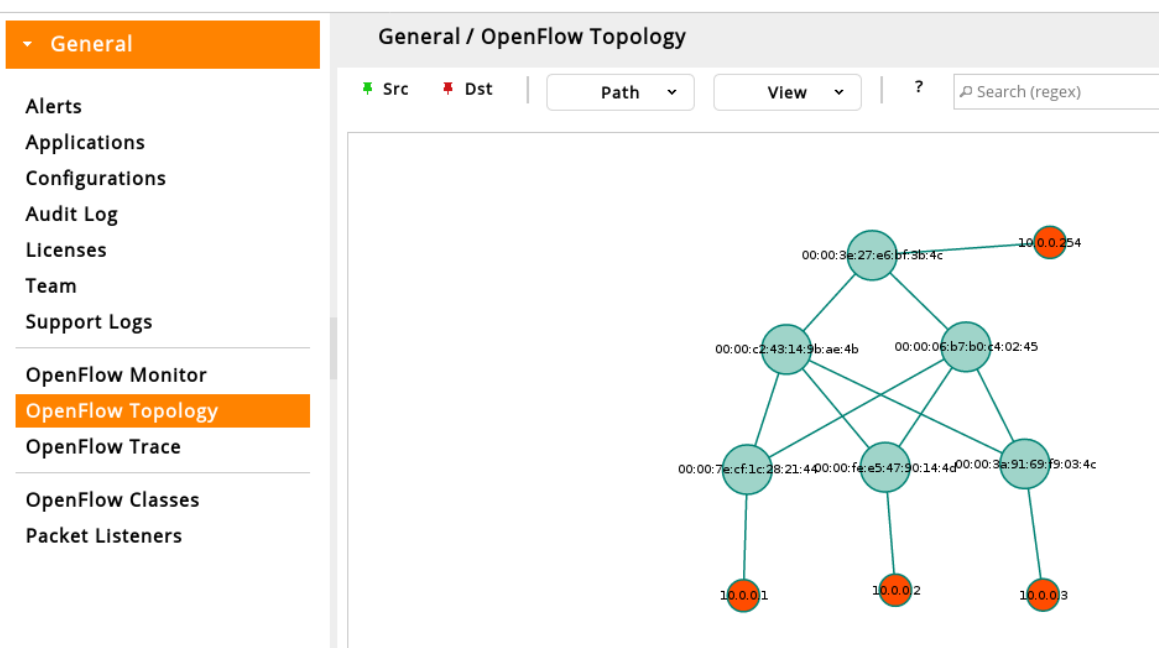 General
Alerts
Applications
Configurations
Audit Log
Licenses
Team
Support Logs
OpenFlow Monitor
OpenFlow Topology
OpenFlow Trace
OpenFlow Classes
Packet Listeners
General / OpenFlow Topology
Src Dst Path View ? Search (regex)
10.0.0.254
00:00:3e:27:e6:bf:3b:4c
00:00:c2:43:14:9b:ae:4b 00:00:06:b7:b0:c4:02:45
00:00:7e:cf:1c:28:21:44 00:00:fe:e5:47:90:14:4d 00:00:3a:91:69:f9:03:4c
10.0.0.1 10.0.0.2 10.0.0.3